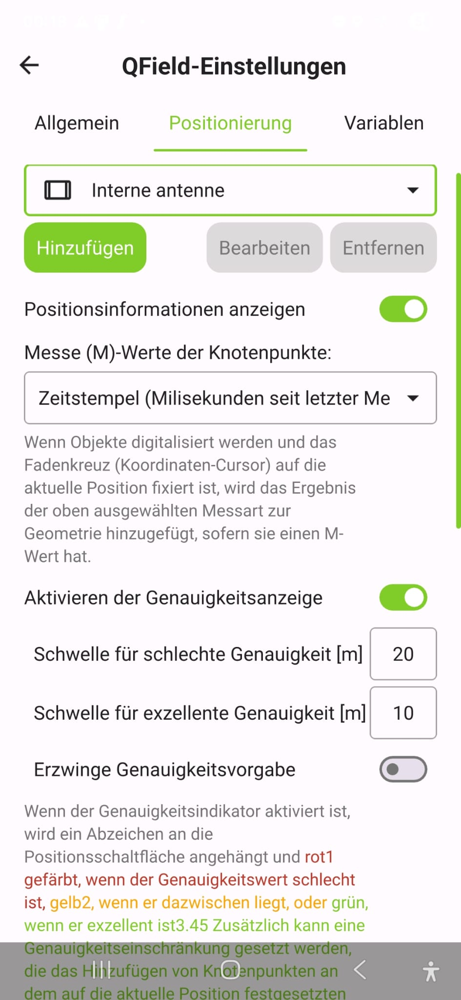 QField-Einstellungen
Allgemein
Positionierung
Variablen
Interne antenne
Hinzufügen
Bearbeiten
Entfernen
Positionsinformationen anzeigen
Messe (M)-Werte der Knotenpunkte:
Zeitstempel (Milisekunden seit letzter Me
Wenn Objekte digitalisiert werden und das
Fadenkreuz (Koordinaten-Cursor) auf die
aktuelle Position fixiert ist, wird das Ergebnis
der oben ausgewählten Messart zur
Geometrie hinzugefügt, sofern sie einen M-
Wert hat.
Aktivieren der Genauigkeitsanzeige
Schwelle für schlechte Genauigkeit [m]
20
Schwelle für exzellente Genauigkeit [m]
10
Erzwinge Genauigkeitsvorgabe
Wenn der Genauigkeitsindikator aktiviert ist,
wird ein Abzeichen an die
Positionsschaltfläche angehängt und rot1
gefärbt, wenn der Genauigkeitswert schlecht
ist, gelb2, wenn er dazwischen liegt, oder grün,
wenn er exzellent ist3.45 Zusätzlich kann eine
Genauigkeitseinschränkung gesetzt werden,
die das Hinzufügen von Knotenpunkten an
dem auf die aktuelle Position festgesetzten